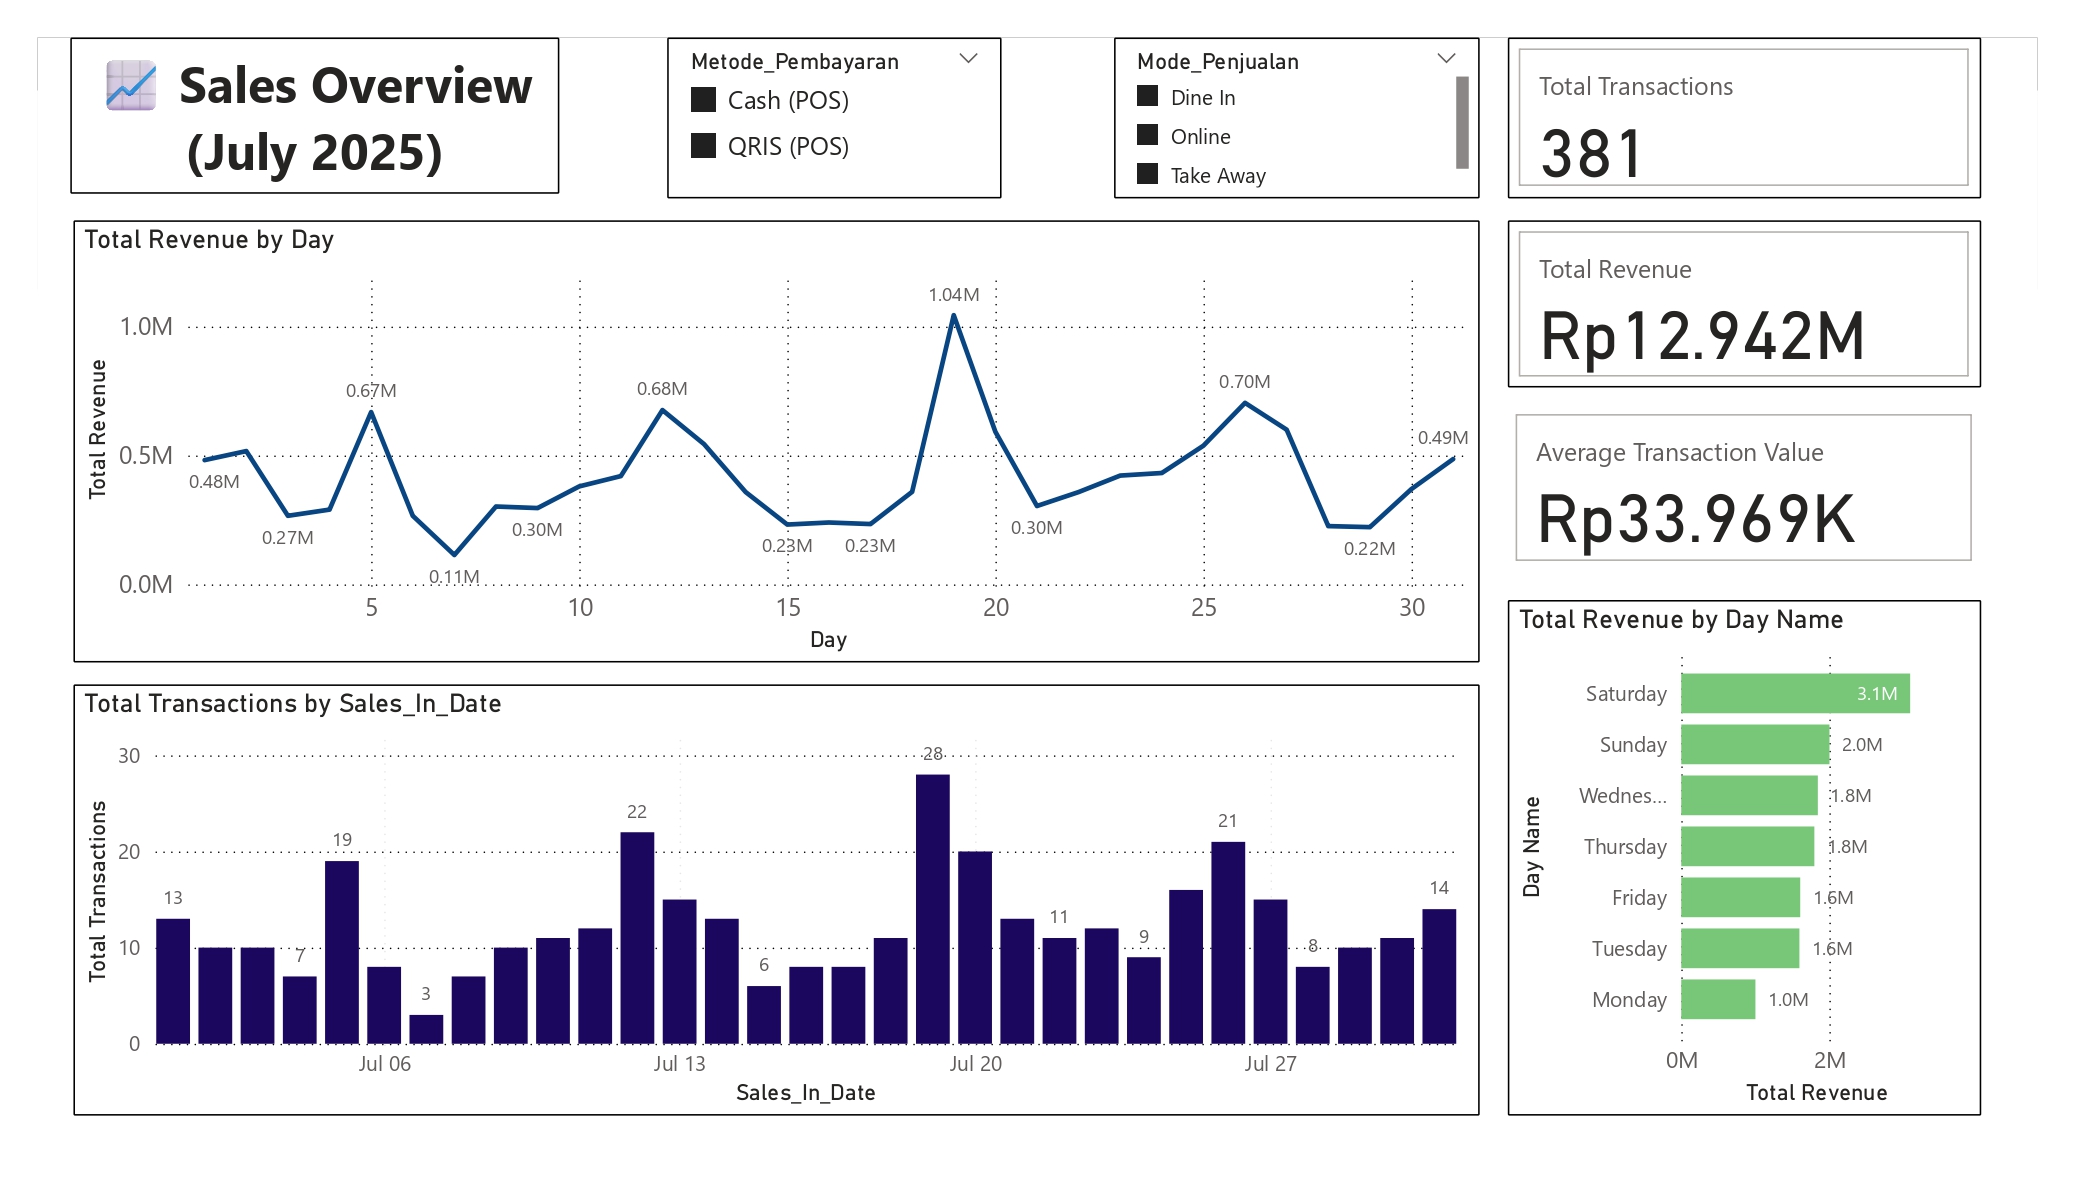 Sales Overview
(July 2025)
Metode_Pembayaran
Cash (POS)
QRIS (POS)
Mode_Penjualan
Dine In
Online
Take Away
Total Transactions
381
Total Revenue by Day
Total Revenue
1.0M
0.5M
0.0M
0.48M
0.27M
0.67M
0.11M
0.30M
0.68M
0.23M
0.23M
1.04M
0.30M
0.70M
0.22M
0.49M
5
10
15
20
25
30
Day
Total Revenue
Rp12.942M
Average Transaction Value
Rp33.969K
Total Transactions by Sales_In_Date
Total Transactions
30
20
10
0
13
7
19
3
22
6
28
11
9
21
8
14
Jul 06
Jul 13
Jul 20
Jul 27
Sales_In_Date
Total Revenue by Day Name
Day Name
Saturday
3.1M
Sunday
2.0M
Wednes...
1.8M
Thursday
1.8M
Friday
1.6M
Tuesday
1.6M
Monday
1.0M
0M
2M
Total Revenue